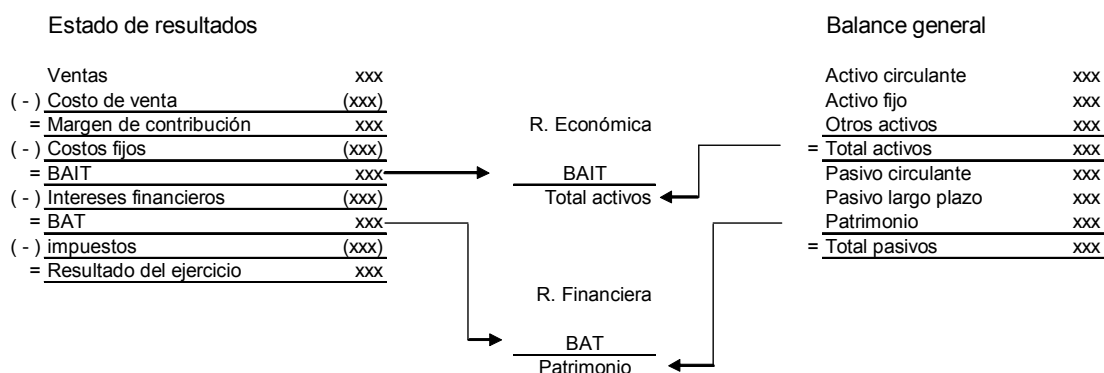 Estado de resultados
Ventas xxx
( - ) Costo de venta (xxx)
= Margen de contribución xxx
( - ) Costos fijos (xxx)
= BAIT xxx
( - ) Intereses financieros (xxx)
= BAT xxx
( - ) impuestos (xxx)
= Resultado del ejercicio xxx
R. Económica
BAIT
Total activos
R. Financiera
BAT
Patrimonio
Balance general
Activo circulante xxx
Activo fijo xxx
Otros activos xxx
= Total activos xxx
Pasivo circulante xxx
Pasivo largo plazo xxx
Patrimonio xxx
= Total pasivos xxx